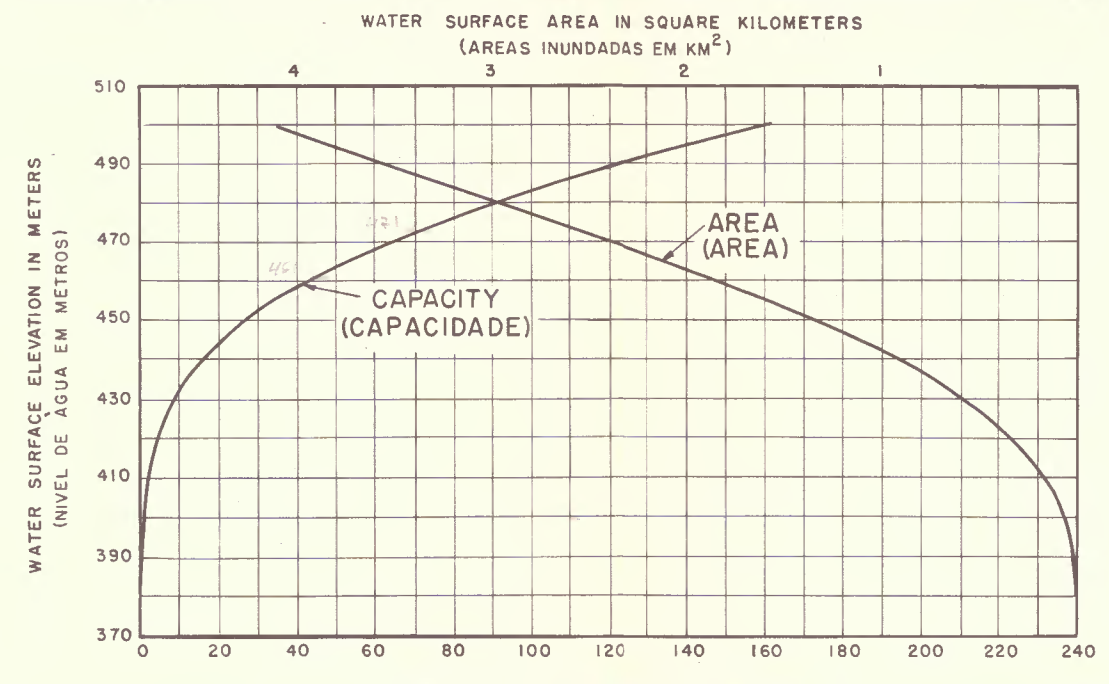 WATER SURFACE AREA IN SQUARE KILOMETERS
(AREAS INUNDADAS EM KM²)
4 3 2 1
WATER SURFACE ELEVATION IN METERS
(NIVEL DE ÀGUA EM METROS)
510
490
470
450
430
410
390
370
471
AREA
(AREA)
CAPACITY
(CAPACIDADE)
0 20 40 60 80 100 120 140 160 180 200 220 240